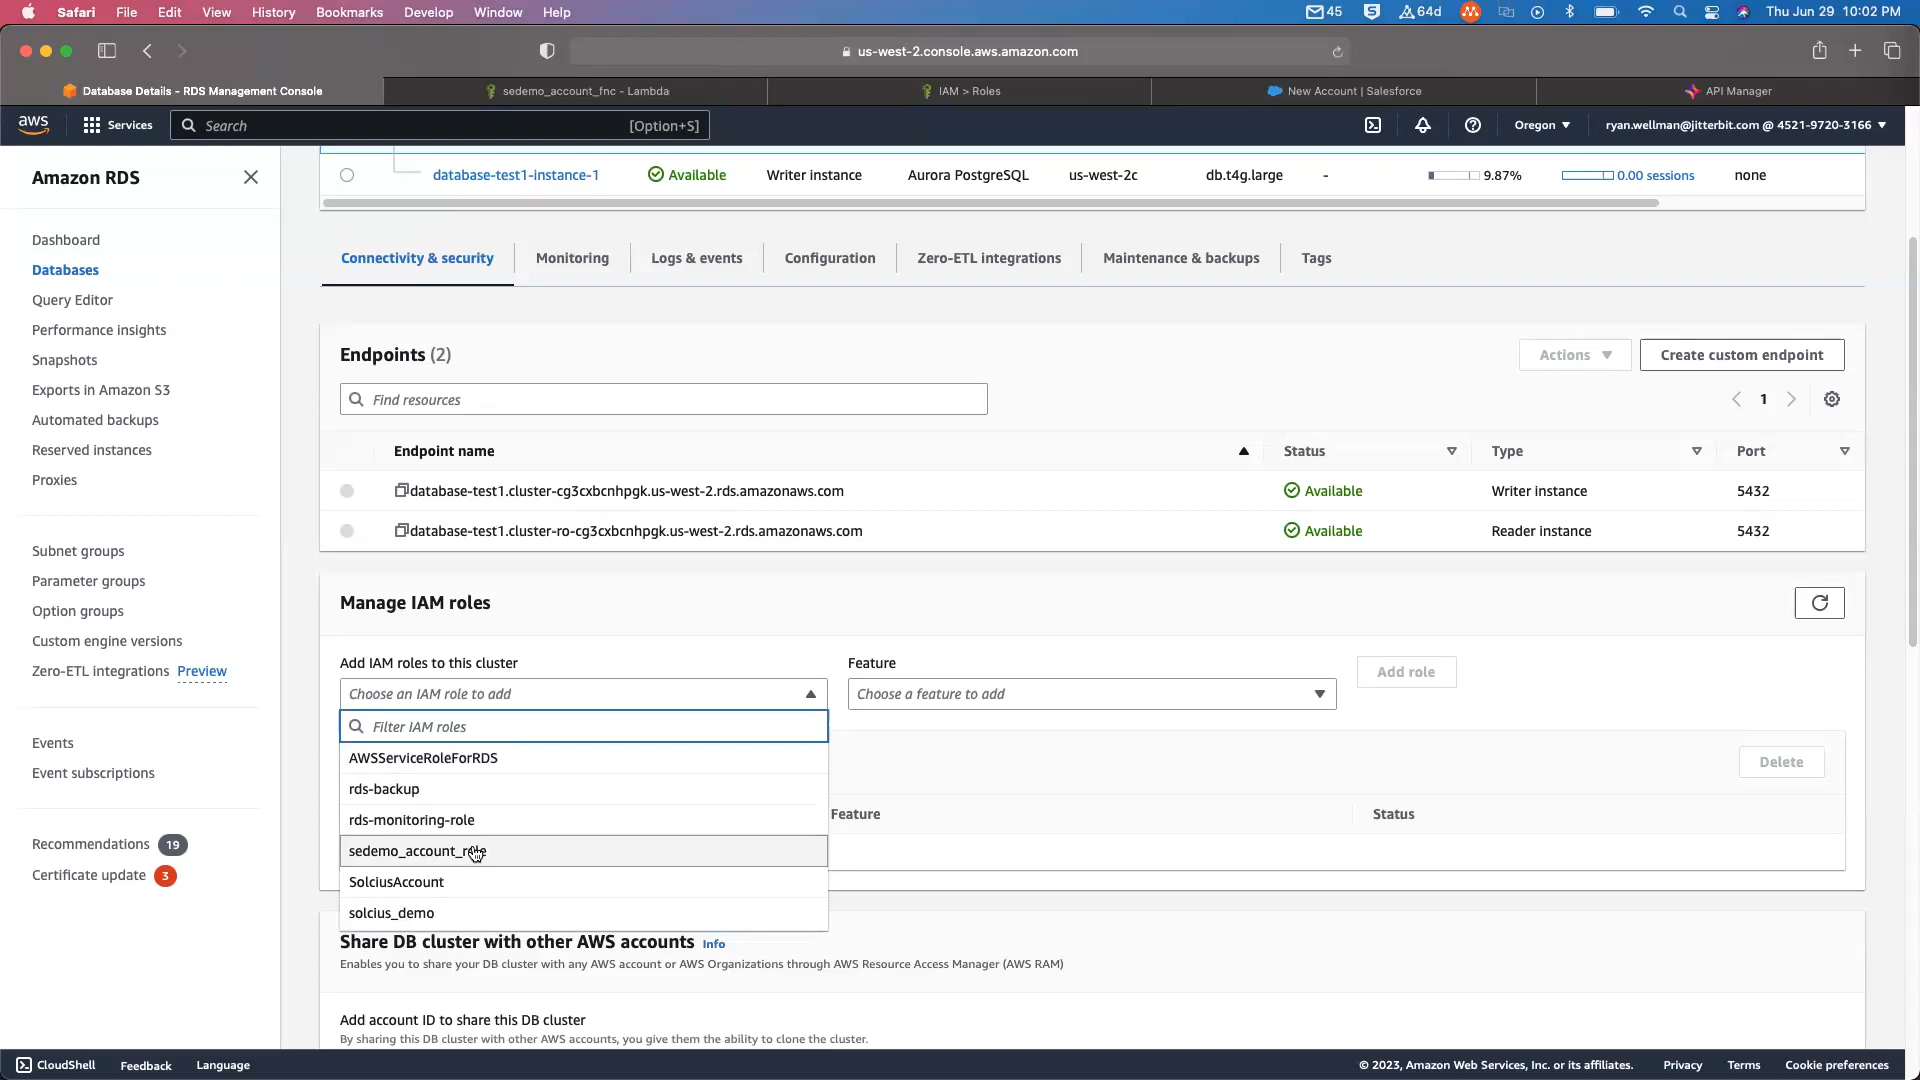 Safari File Edit View History Bookmarks Develop Window Help 45 64d Thu Jun 29 10:02 PM
us-west-2.console.aws.amazon.com
Database Details - RDS Management Console sedemo_account_fnc - Lambda IAM > Roles New Account | Salesforce API Manager
aws Services Search [Option+S] Oregon ryan.wellman@jitterbit.com @ 4521-9720-3166
Amazon RDS
Dashboard
Databases
Query Editor
Performance insights
Snapshots
Exports in Amazon S3
Automated backups
Reserved instances
Proxies
Subnet groups
Parameter groups
Option groups
Custom engine versions
Zero-ETL integrations Preview
Events
Event subscriptions
Recommendations 19
Certificate update 3
database-test1-instance-1 Available Writer instance Aurora PostgreSQL us-west-2c db.t4g.large - 9.87% 0.00 sessions none
Connectivity & security Monitoring Logs & events Configuration Zero-ETL integrations Maintenance & backups Tags
Endpoints (2) Actions Create custom endpoint
Find resources 1
Endpoint name Status Type Port
database-test1.cluster-cg3cxbcnhpgk.us-west-2.rds.amazonaws.com Available Writer instance 5432
database-test1.cluster-ro-cg3cxbcnhpgk.us-west-2.rds.amazonaws.com Available Reader instance 5432
Manage IAM roles
Add IAM roles to this cluster Feature
Choose an IAM role to add Choose a feature to add Add role
Filter IAM roles
AWSServiceRoleForRDS Delete
rds-backup
rds-monitoring-role Feature Status
sedemo_account_role
SolciusAccount
solcius_demo
Share DB cluster with other AWS accounts Info
Enables you to share your DB cluster with any AWS account or AWS Organizations through AWS Resource Access Manager (AWS RAM)
Add account ID to share this DB cluster
By sharing this DB cluster with other AWS accounts, you give them the ability to clone the cluster.
CloudShell Feedback Language © 2023, Amazon Web Services, Inc. or its affiliates. Privacy Terms Cookie preferences